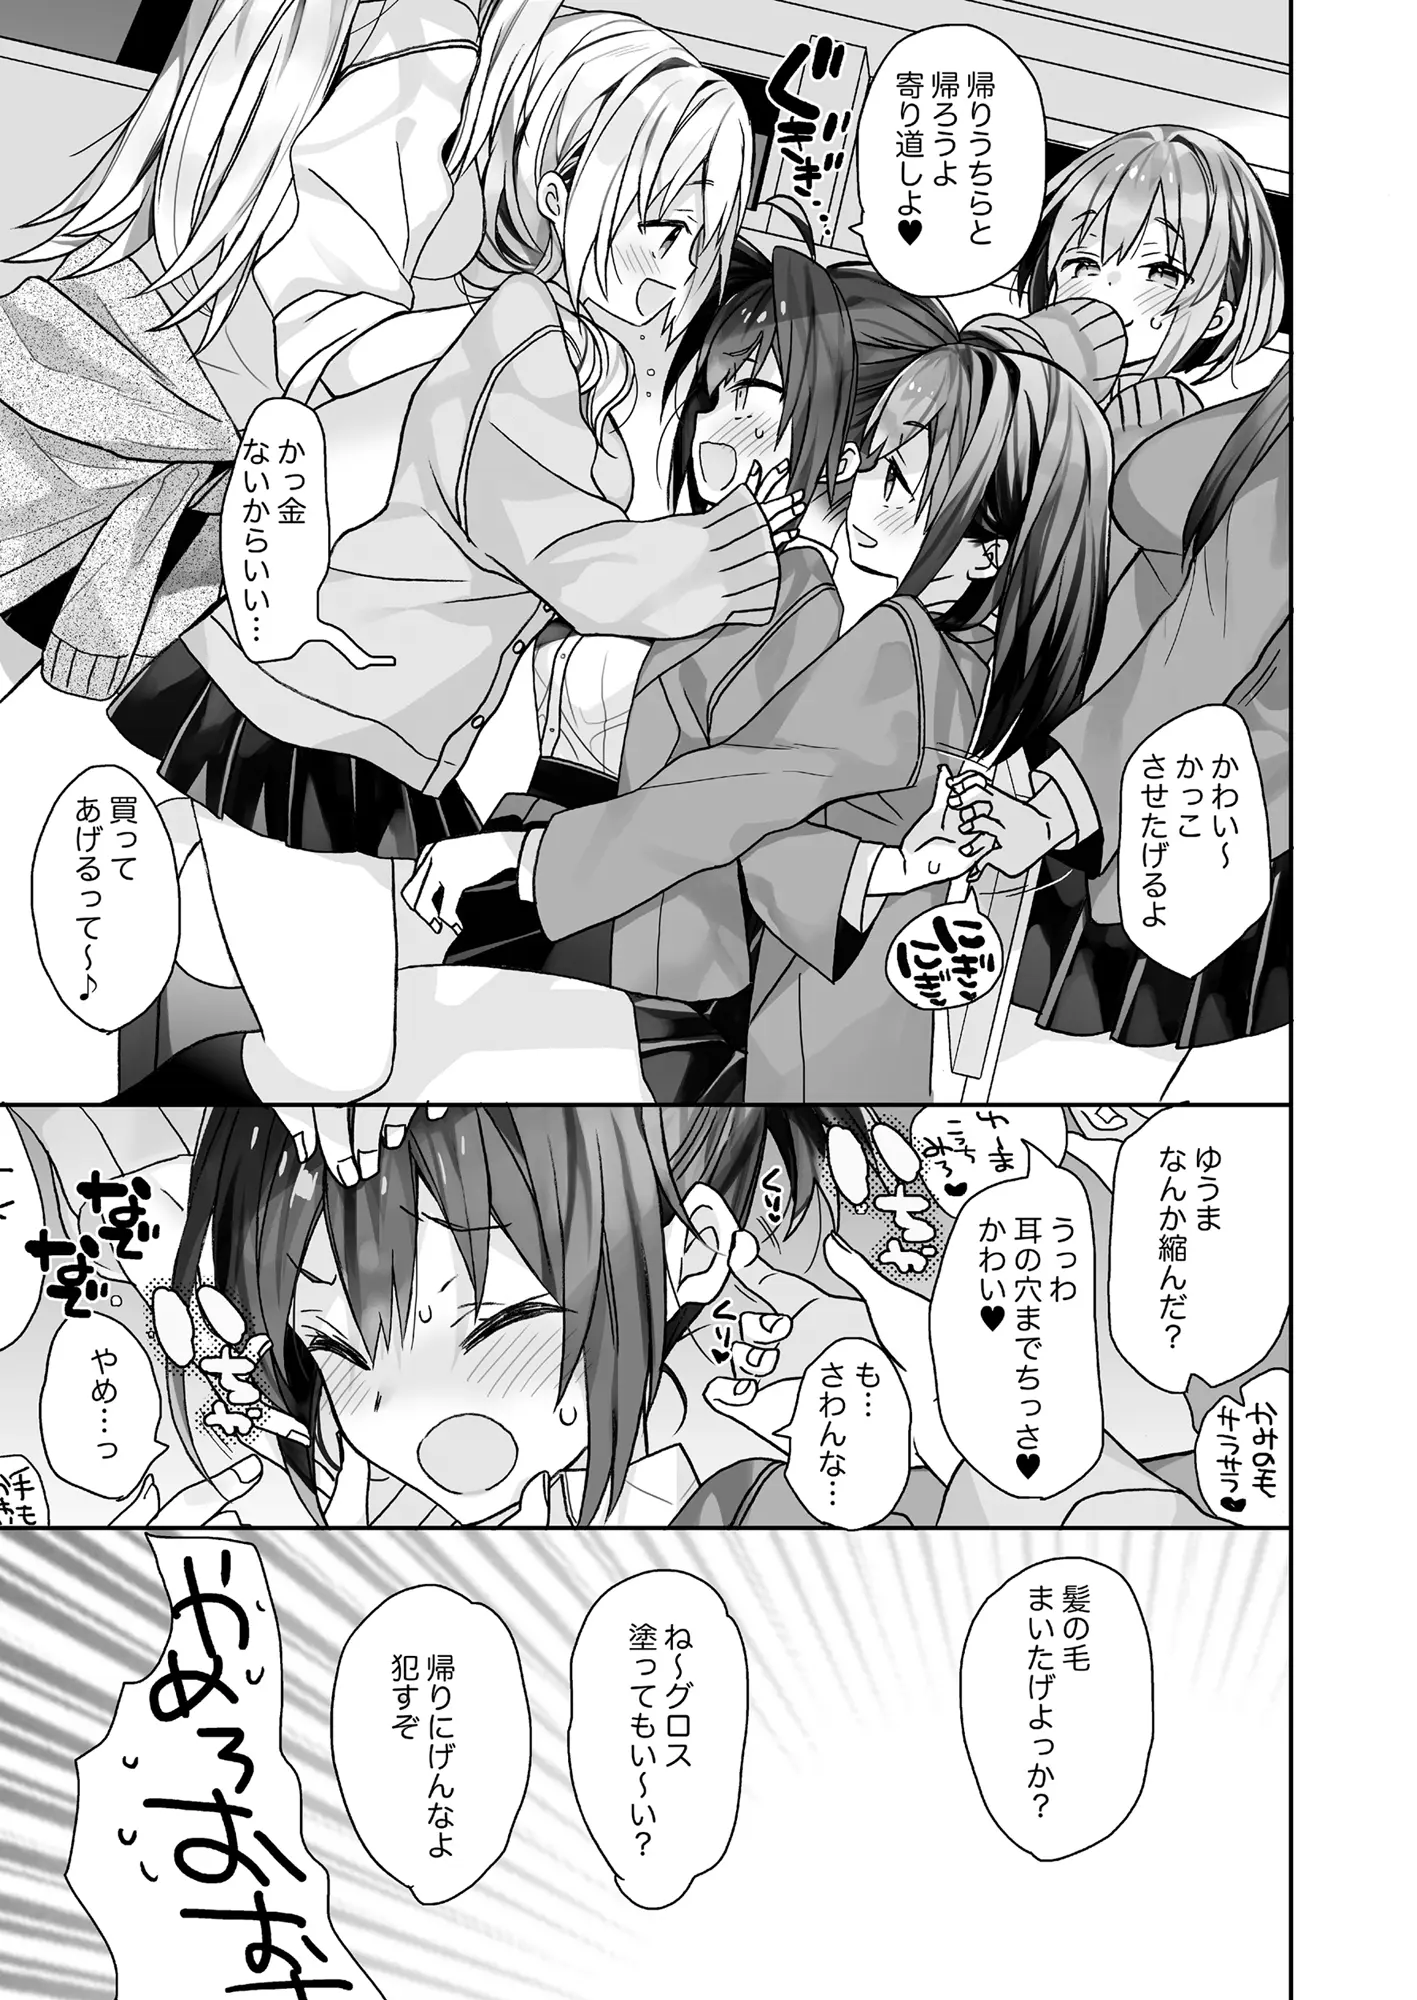 帰りうちらと
帰ろうよ
寄り道しよ♥
ぐぎぎぎ…
かっ金
ないからいい…
かわい〜
かっこ
させたげるよ
にぎ♥
にぎ♥
買って
あげるって〜♪
ゆうま
なんか縮んだ?
ゆーま
こっち
みろ♥
うっわ
耳の穴までちっさ♥
かわい♥
かみのモ
サラサラ♥
くり♥
くり♥
も…
さわんな…
なぞ
なぞ
やめ…っ
手も
髪の毛
まいたげよっか?
ね〜グロス
塗ってもい〜い?
帰りにげんなよ
犯すぞ
やめろおお